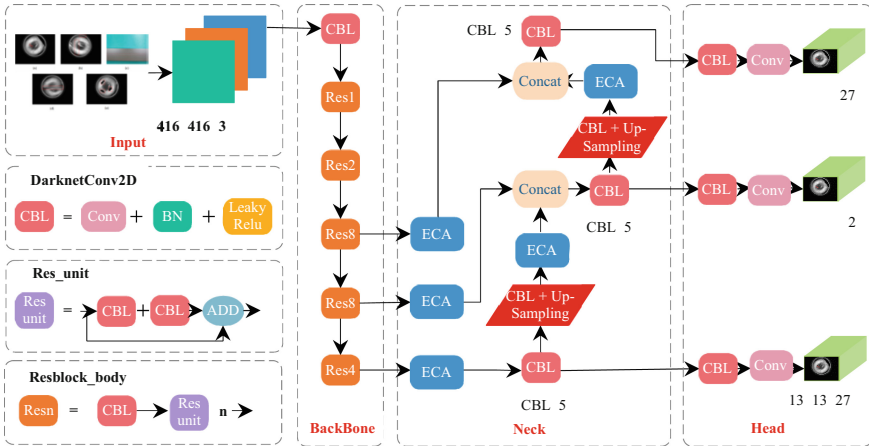 416 416 3
Input
DarknetConv2D
CBL = Conv + BN + Leaky
Relu
Res_unit
Res
unit
= CBL + CBL ADD
Resblock_body
Resn = CBL Res
unit
n
CBL
Res1
Res2
Res8
Res8
Res4
BackBone
CBL 5 CBL
Concat ECA
CBL + Up-
Sampling
Concat CBL
CBL 5
ECA ECA
CBL + Up-
Sampling
ECA
ECA CBL
CBL 5
Neck
CBL Conv
27
CBL Conv
2
CBL Conv
13 13 27
Head